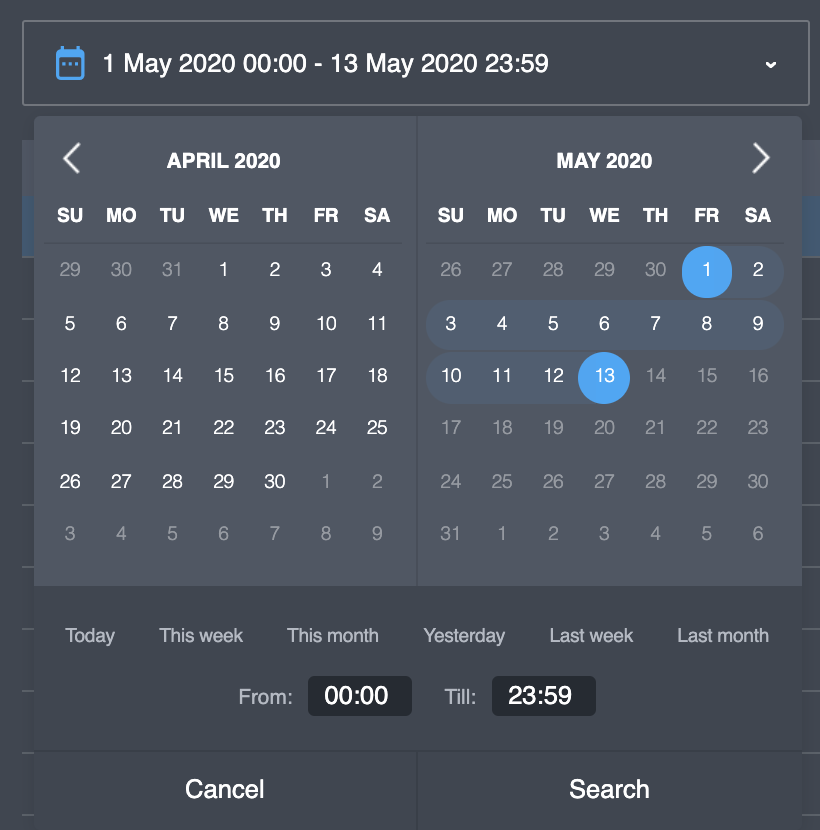 1 May 2020 00:00 - 13 May 2020 23:59
APRIL 2020
SU MO TU WE TH FR SA
29 30 31 1 2 3 4
5 6 7 8 9 10 11
12 13 14 15 16 17 18
19 20 21 22 23 24 25
26 27 28 29 30 1 2
3 4 5 6 7 8 9
MAY 2020
SU MO TU WE TH FR SA
26 27 28 29 30 1 2
3 4 5 6 7 8 9
10 11 12 13 14 15 16
17 18 19 20 21 22 23
24 25 26 27 28 29 30
31 1 2 3 4 5 6
Today This week This month Yesterday Last week Last month
From: 00:00 Till: 23:59
Cancel Search